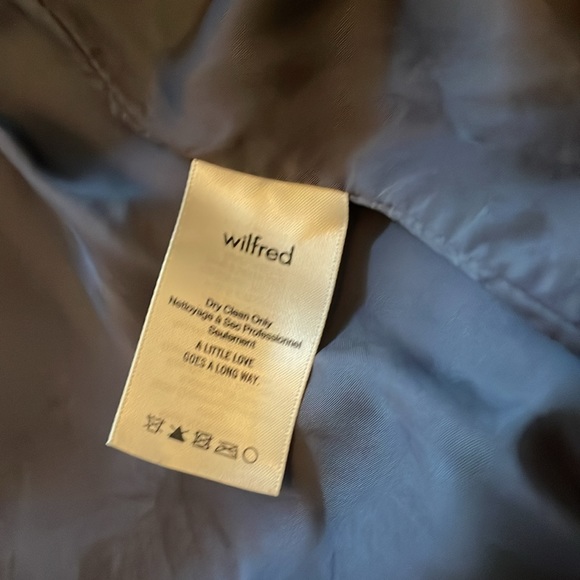 wilfred
Dry Clean Only
Nettoyage à Sec Professionnel
Seulement
A LITTLE LOVE
GOES A LONG WAY.